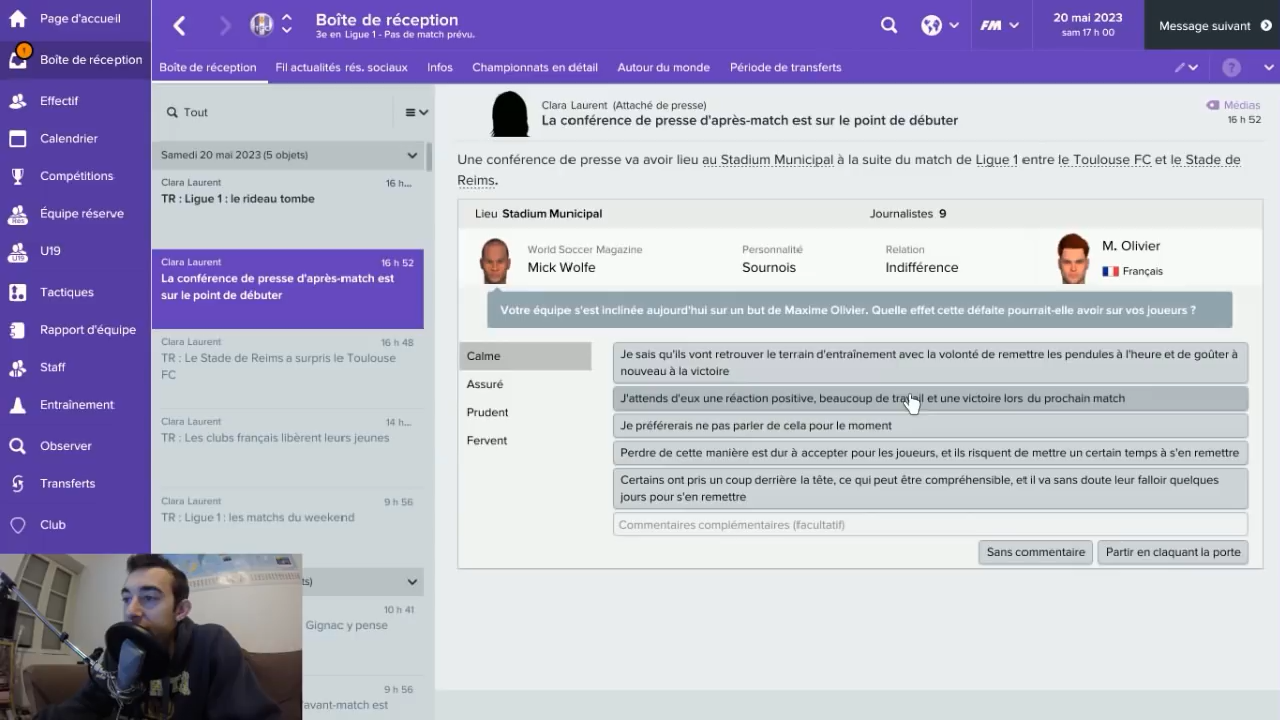 Page d'accueil
Boîte de réception
3e en Ligue 1 - Pas de match prévu.
FM
20 mai 2023
sam 17 h 00
Message suivant
1
Boîte de réception
Boîte de réception
Fil actualités rés. sociaux
Infos
Championnats en détail
Autour du monde
Période de transferts
?
Effectif
Calendrier
Compétitions
Équipe réserve
U19
Tactiques
Rapport d'équipe
Staff
Entraînement
Observer
Transferts
Club
Tout
Samedi 20 mai 2023 (5 objets)
Clara Laurent
16 h...
TR : Ligue 1 : le rideau tombe
Clara Laurent
16 h 52
La conférence de presse d'après-match est
sur le point de débuter
Clara Laurent
16 h 48
TR : Le Stade de Reims a surpris le Toulouse
FC
Clara Laurent
14 h...
TR : Les clubs français libèrent leurs jeunes
Clara Laurent
9 h 56
TR : Ligue 1 : les matchs du weekend
10 h 41
Gignac y pense
9 h 56
'avant-match est
Clara Laurent (Attaché de presse)
La conférence de presse d'après-match est sur le point de débuter
Médias
16 h 52
Une conférence de presse va avoir lieu au Stadium Municipal à la suite du match de Ligue 1 entre le Toulouse FC et le Stade de
Reims.
Lieu Stadium Municipal
Journalistes 9
World Soccer Magazine
Mick Wolfe
Personnalité
Sournois
Relation
Indifférence
M. Olivier
Français
Votre équipe s'est inclinée aujourd'hui sur un but de Maxime Olivier. Quelle effet cette défaite pourrait-elle avoir sur vos joueurs ?
Calme
Assuré
Prudent
Fervent
Je sais qu'ils vont retrouver le terrain d'entraînement avec la volonté de remettre les pendules à l'heure et de goûter à
nouveau à la victoire
J'attends d'eux une réaction positive, beaucoup de travail et une victoire lors du prochain match
Je préférerais ne pas parler de cela pour le moment
Perdre de cette manière est dur à accepter pour les joueurs, et ils risquent de mettre un certain temps à s'en remettre
Certains ont pris un coup derrière la tête, ce qui peut être compréhensible, et il va sans doute leur falloir quelques
jours pour s'en remettre
Commentaires complémentaires (facultatif)
Sans commentaire
Partir en claquant la porte